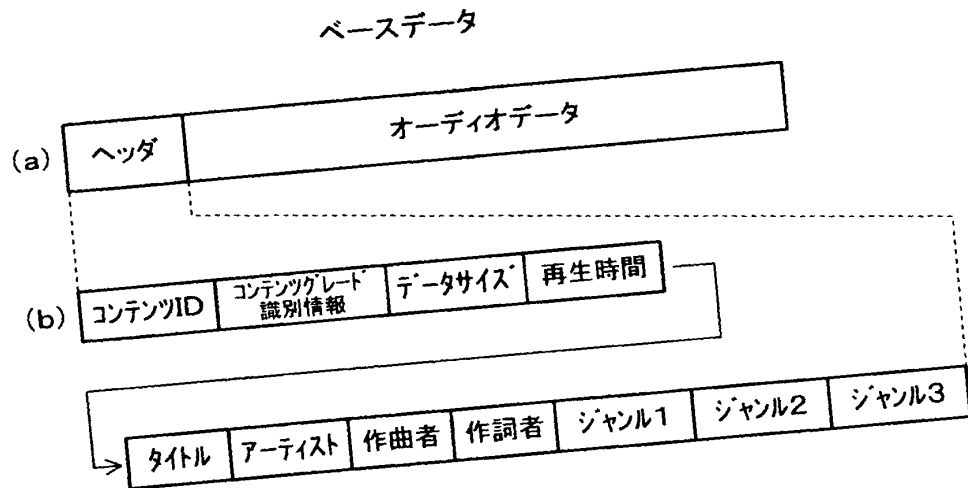 ベースデータ
(a) ヘッダ オーディオデータ
(b) コンテンツID コンテンツグレード識別情報 データサイズ 再生時間
タイトル アーティスト 作曲者 作詞者 ジャンル1 ジャンル2 ジャンル3